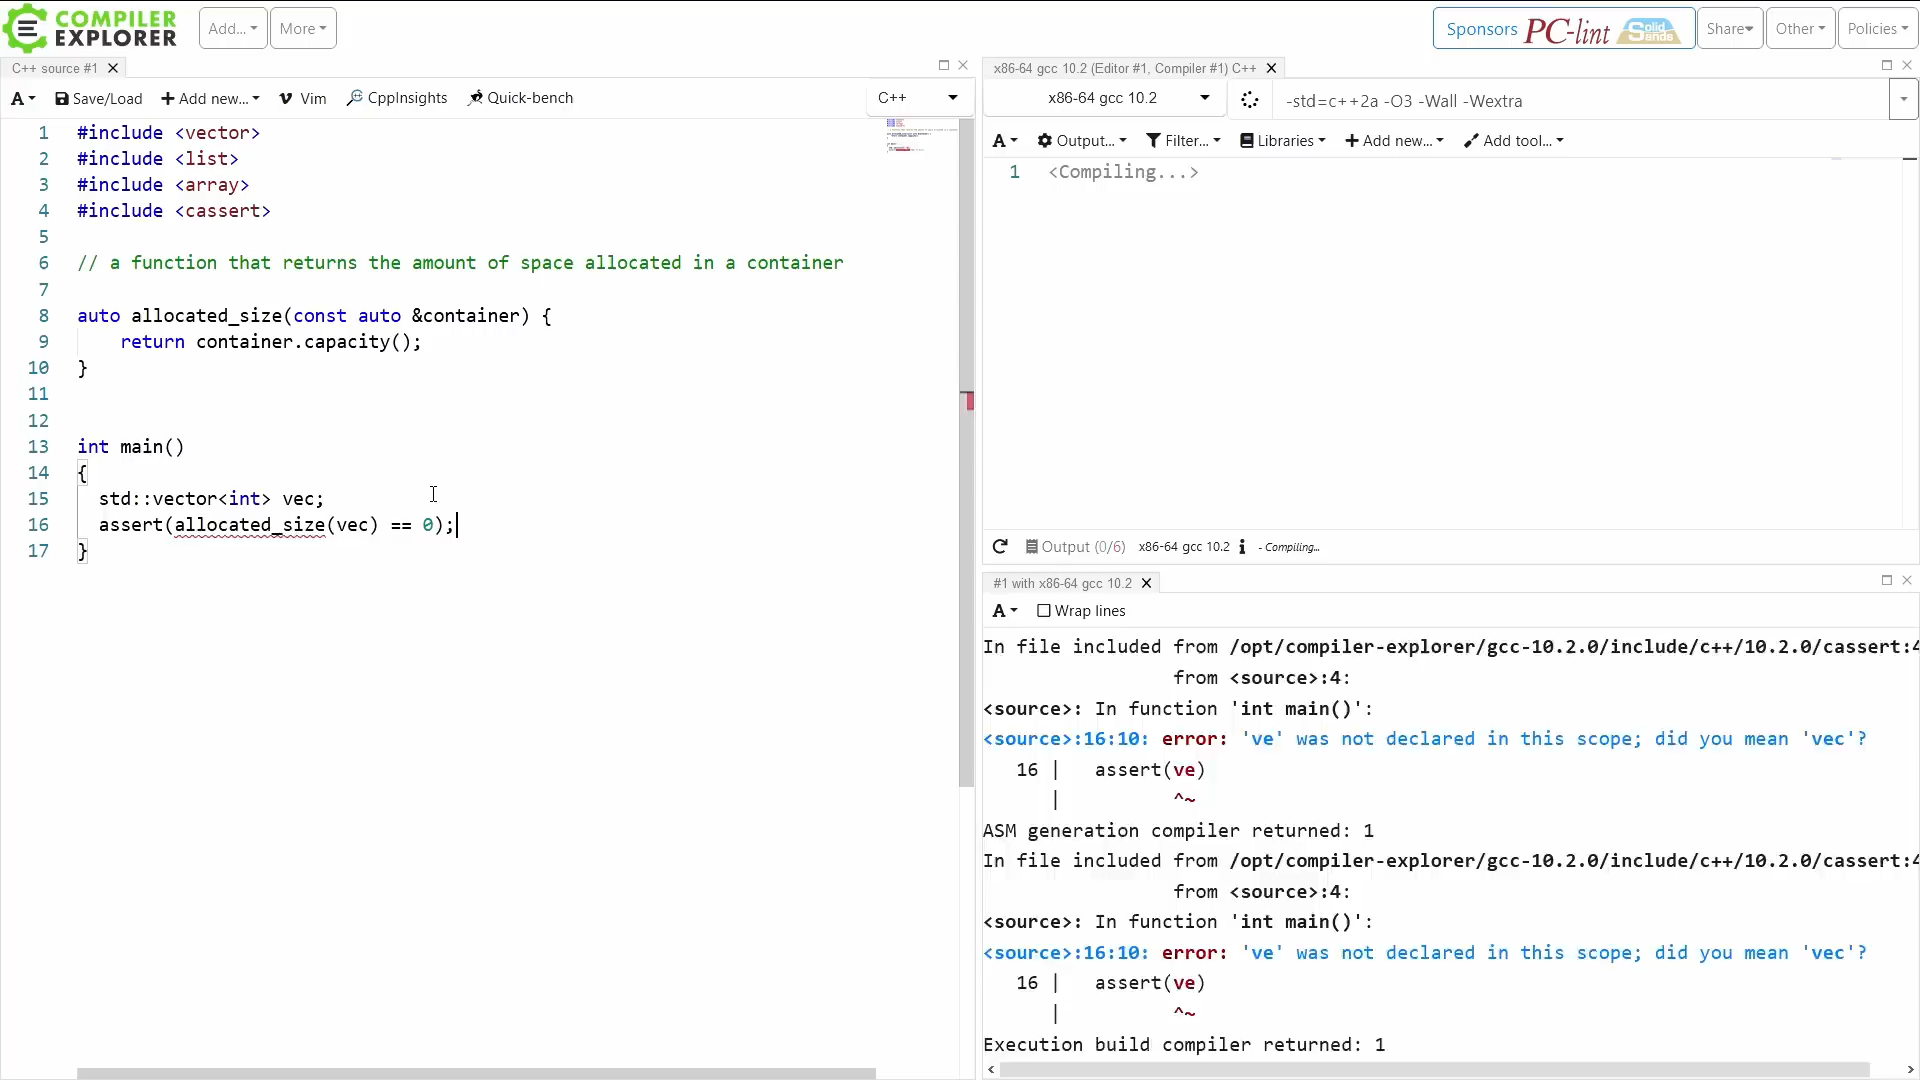 COMPILER
EXPLORER
Add...
More
Sponsors PC-lint Solid Sands
Share
Other
Policies
C++ source #1
A
Save/Load
Add new...
Vim
CppInsights
Quick-bench
C++
1 #include <vector>
2 #include <list>
3 #include <array>
4 #include <cassert>
5
6 // a function that returns the amount of space allocated in a container
7
8 auto allocated_size(const auto &container) {
9 return container.capacity();
10 }
11
12
13 int main()
14 {
15 std::vector<int> vec;
16 assert(allocated_size(vec) == 0);
17 }
x86-64 gcc 10.2 (Editor #1, Compiler #1) C++
x86-64 gcc 10.2
-std=c++2a -O3 -Wall -Wextra
A
Output...
Filter...
Libraries
Add new...
Add tool...
1 <Compiling...>
Output (0/6) x86-64 gcc 10.2 i - Compiling...
#1 with x86-64 gcc 10.2
A
Wrap lines
In file included from /opt/compiler-explorer/gcc-10.2.0/include/c++/10.2.0/cassert:4
from <source>:4:
<source>: In function 'int main()':
<source>:16:10: error: 've' was not declared in this scope; did you mean 'vec'?
16 | assert(ve)
| ^~
ASM generation compiler returned: 1
In file included from /opt/compiler-explorer/gcc-10.2.0/include/c++/10.2.0/cassert:4
from <source>:4:
<source>: In function 'int main()':
<source>:16:10: error: 've' was not declared in this scope; did you mean 'vec'?
16 | assert(ve)
| ^~
Execution build compiler returned: 1